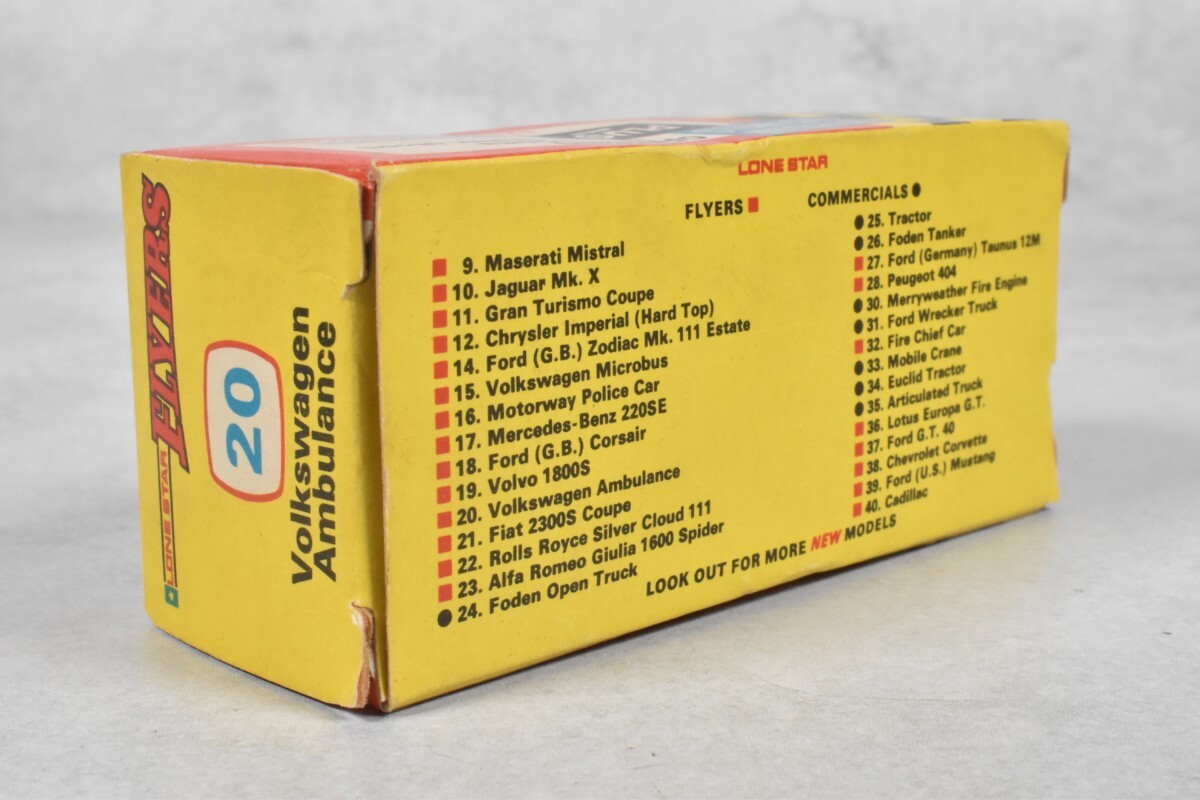 LONE STAR FLYERS
20
Volkswagen
Ambulance
LONE STAR
FLYERS ■ COMMERCIALS ●
■ 9. Maserati Mistral
■ 10. Jaguar Mk. X
■ 11. Gran Turismo Coupe
■ 12. Chrysler Imperial (Hard Top)
■ 14. Ford (G.B.) Zodiac Mk. 111 Estate
■ 15. Volkswagen Microbus
■ 16. Motorway Police Car
■ 17. Mercedes-Benz 220SE
■ 18. Ford (G.B.) Corsair
■ 19. Volvo 1800S
■ 20. Volkswagen Ambulance
■ 21. Fiat 2300S Coupe
■ 22. Rolls Royce Silver Cloud 111
■ 23. Alfa Romeo Giulia 1600 Spider
● 24. Foden Open Truck
● 25. Tractor
● 26. Foden Tanker
■ 27. Ford (Germany) Taunus 12M
■ 28. Peugeot 404
● 30. Merryweather Fire Engine
● 31. Ford Wrecker Truck
■ 32. Fire Chief Car
● 33. Mobile Crane
● 34. Euclid Tractor
● 35. Articulated Truck
■ 36. Lotus Europa G.T.
■ 37. Ford G.T. 40
■ 38. Chevrolet Corvette
■ 39. Ford (U.S.) Mustang
■ 40. Cadillac
LOOK OUT FOR MORE NEW MODELS